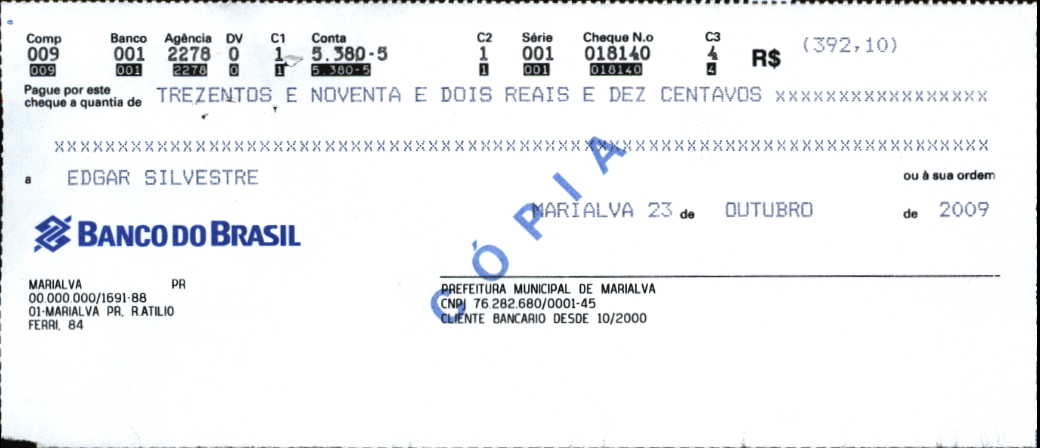 Comp Banco Agência DV C1 Conta C2 Série Cheque N.o C3
009 001 2278 0 1 5.380-5 1 001 018140 4 R$ (392,10)
009 001 2278 0 1 5.380-5 1 001 018140 4
Pague por este
cheque a quantia de TREZENTOS E NOVENTA E DOIS REAIS E DEZ CENTAVOS xxxxxxxxxxxxxxxxx
XXXXXXXXXXXXXXXXXXXXXXXXXXXXXXXXXXXXXXXXXXXXXXXXXXXXXXXXXXXXXXXXXXXXXXXXXX
a EDGAR SILVESTRE ou à sua ordem
MARIALVA 23 de OUTUBRO de 2009
BANCO DO BRASIL
CÓPIA
MARIALVA PR
00.000.000/1691-88
01-MARIALVA PR, R.ATILIO
FERRI, 84
PREFEITURA MUNICIPAL DE MARIALVA
CNPJ 76.282.680/0001-45
CLIENTE BANCARIO DESDE 10/2000